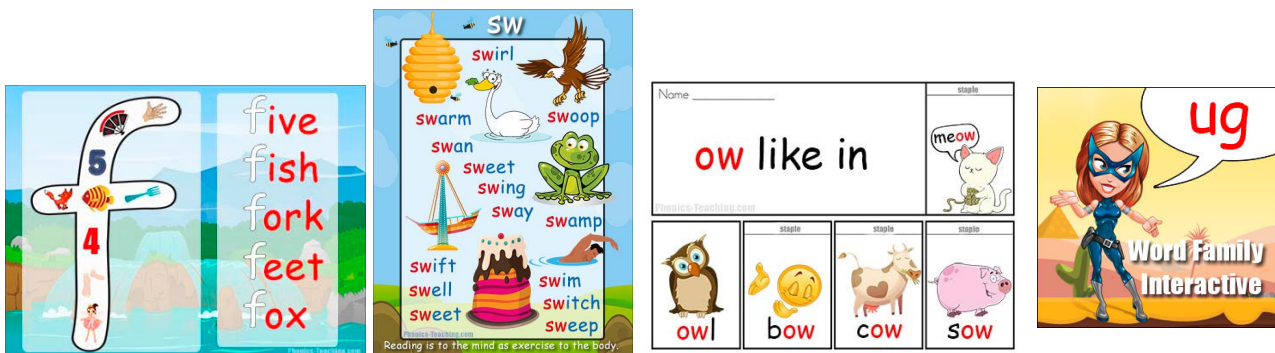 5
4
five
fish
fork
feet
fox
Phonics-Teaching.com
sw
swirl
swarm
swoop
swan
sweet
swing
sway
swamp
swift
swell
sweet
swim
switch
sweep
Phonics-Teaching.com
Reading is to the mind as exercise to the body.
Name
staple
ow like in
meow
Phonics-Teaching.com
owl
staple
bow
staple
cow
staple
sow
ug
Word Family
Interactive